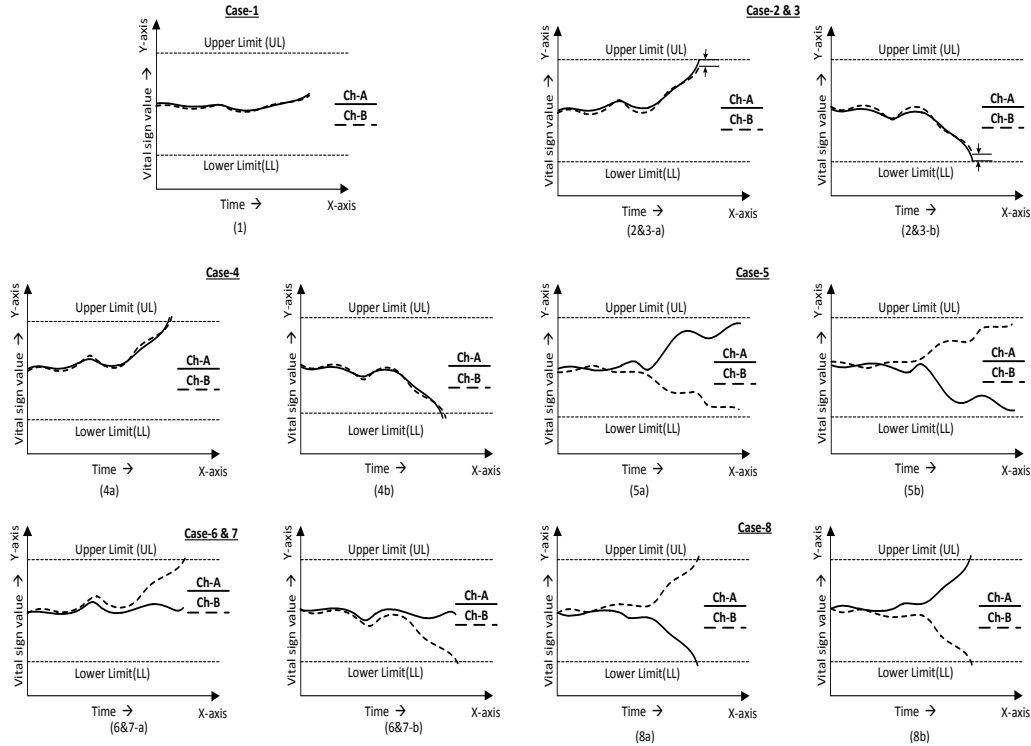 Case-1
Y-axis
Vital sign value →
Upper Limit (UL)
Ch-A
Ch-B
Lower Limit(LL)
Time →
X-axis
(1)
Case-2 & 3
Y-axis
Vital sign value →
Upper Limit (UL)
Ch-A
Ch-B
Lower Limit(LL)
Time →
X-axis
(2&3-a)
Y-axis
Vital sign value →
Upper Limit (UL)
Ch-A
Ch-B
Lower Limit(LL)
Time →
X-axis
(2&3-b)
Case-4
Y-axis
Vital sign value →
Upper Limit (UL)
Ch-A
Ch-B
Lower Limit(LL)
Time →
X-axis
(4a)
Y-axis
Vital sign value →
Upper Limit (UL)
Ch-A
Ch-B
Lower Limit(LL)
Time →
X-axis
(4b)
Case-5
Y-axis
Vital sign value →
Upper Limit (UL)
Ch-A
Ch-B
Lower Limit(LL)
Time →
X-axis
(5a)
Y-axis
Vital sign value →
Upper Limit (UL)
Ch-A
Ch-B
Lower Limit(LL)
Time →
X-axis
(5b)
Case-6 & 7
Y-axis
Vital sign value →
Upper Limit (UL)
Ch-A
Ch-B
Lower Limit(LL)
Time →
X-axis
(6&7-a)
Y-axis
Vital sign value →
Upper Limit (UL)
Ch-A
Ch-B
Lower Limit(LL)
Time →
X-axis
(6&7-b)
Case-8
Y-axis
Vital sign value →
Upper Limit (UL)
Ch-A
Ch-B
Lower Limit(LL)
Time →
X-axis
(8a)
Y-axis
Vital sign value →
Upper Limit (UL)
Ch-A
Ch-B
Lower Limit(LL)
Time →
X-axis
(8b)